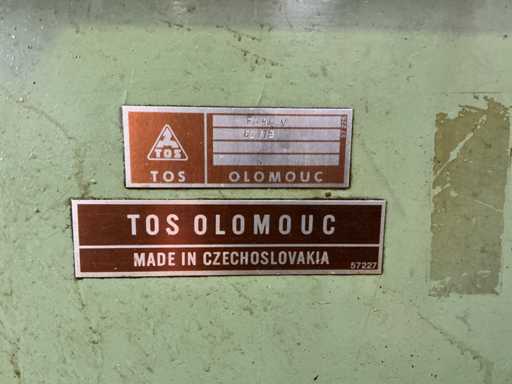 TOS
TOS OLOMOUC
TOS OLOMOUC
MADE IN CZECHOSLOVAKIA
57227